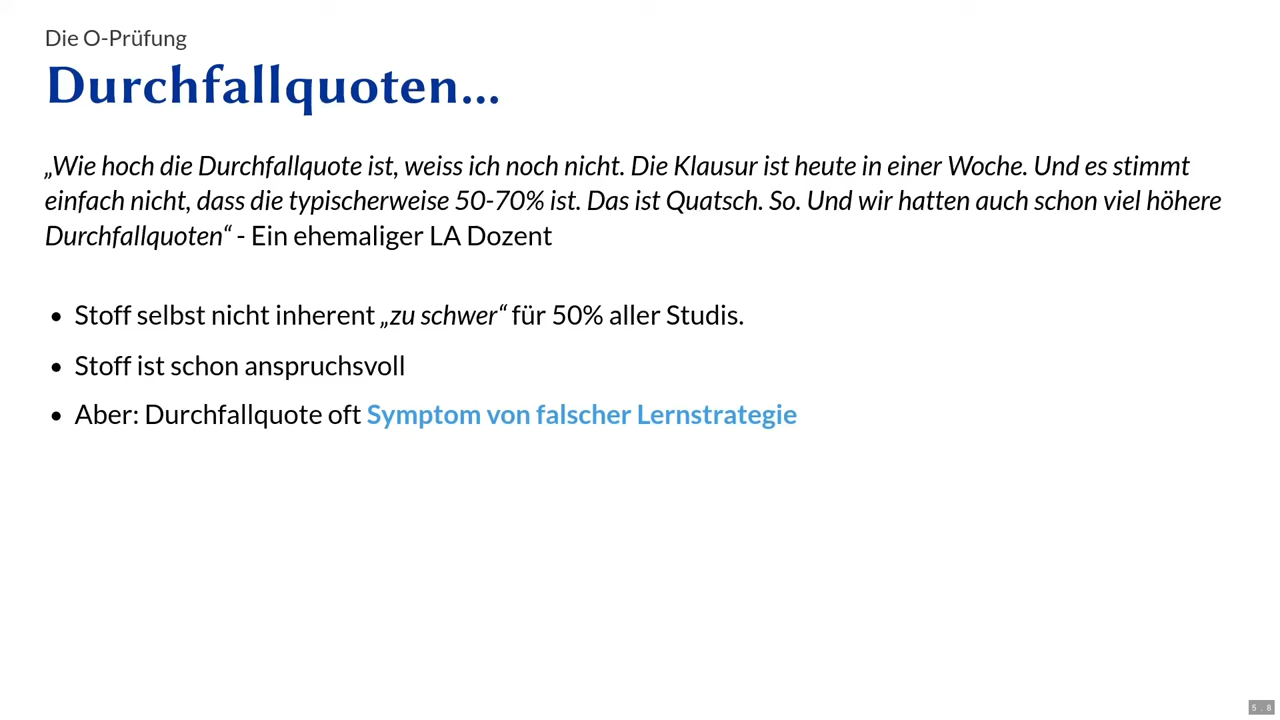 Die O-Prüfung
Durchfallquoten...
„Wie hoch die Durchfallquote ist, weiss ich noch nicht. Die Klausur ist heute in einer Woche. Und es stimmt
einfach nicht, dass die typischerweise 50-70% ist. Das ist Quatsch. So. Und wir hatten auch schon viel höhere
Durchfallquoten“ - Ein ehemaliger LA Dozent
• Stoff selbst nicht inherent „zu schwer“ für 50% aller Studis.
• Stoff ist schon anspruchsvoll
• Aber: Durchfallquote oft Symptom von falscher Lernstrategie
5 . 8